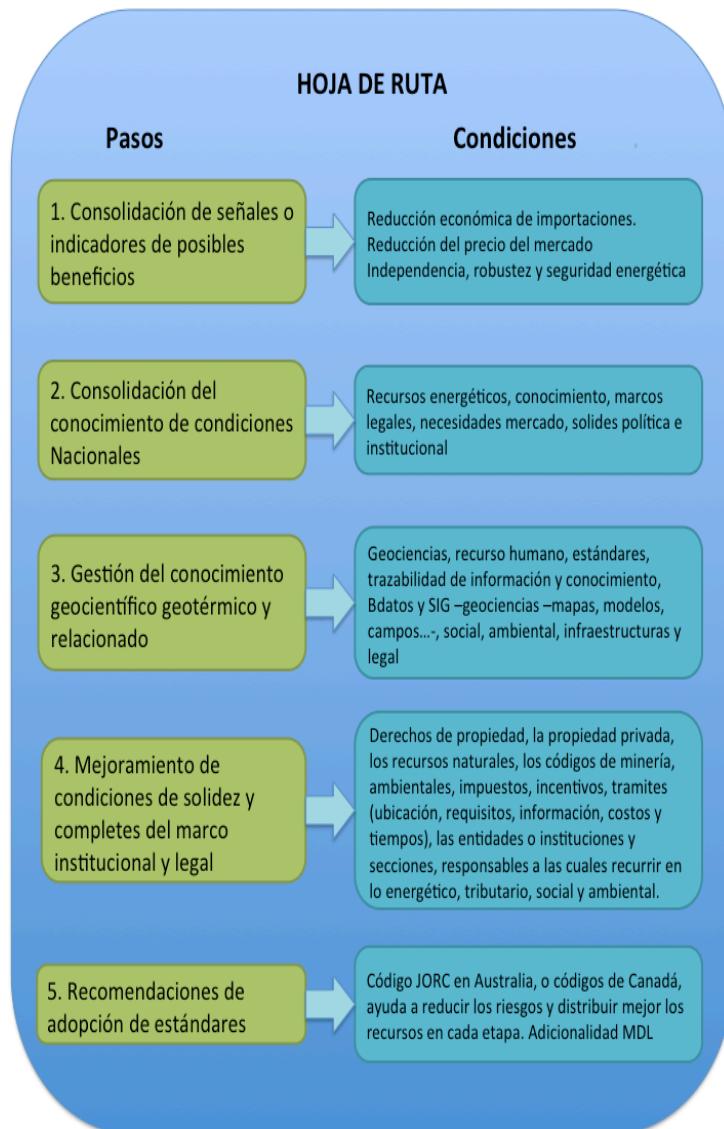 HOJA DE RUTA
Pasos
Condiciones
1. Consolidación de señales o
indicadores de posibles
beneficios
Reducción económica de importaciones.
Reducción del precio del mercado
Independencia, robustez y seguridad energética
2. Consolidación del
conocimiento de condiciones
Nacionales
Recursos energéticos, conocimiento, marcos
legales, necesidades mercado, solides política e
institucional
3. Gestión del conocimiento
geocientífico geotérmico y
relacionado
Geociencias, recurso humano, estándares,
trazabilidad de información y conocimiento,
Bdatos y SIG –geociencias –mapas, modelos,
campos...-, social, ambiental, infraestructuras y
legal
4. Mejoramiento de
condiciones de solidez y
completes del marco
institucional y legal
Derechos de propiedad, la propiedad privada,
los recursos naturales, los códigos de minería,
ambientales, impuestos, incentivos, tramites
(ubicación, requisitos, información, costos y
tiempos), las entidades o instituciones y
secciones, responsables a las cuales recurrir en
lo energético, tributario, social y ambiental.
5. Recomendaciones de
adopción de estándares
Código JORC en Australia, o códigos de Canadá,
ayuda a reducir los riesgos y distribuir mejor los
recursos en cada etapa. Adicionalidad MDL